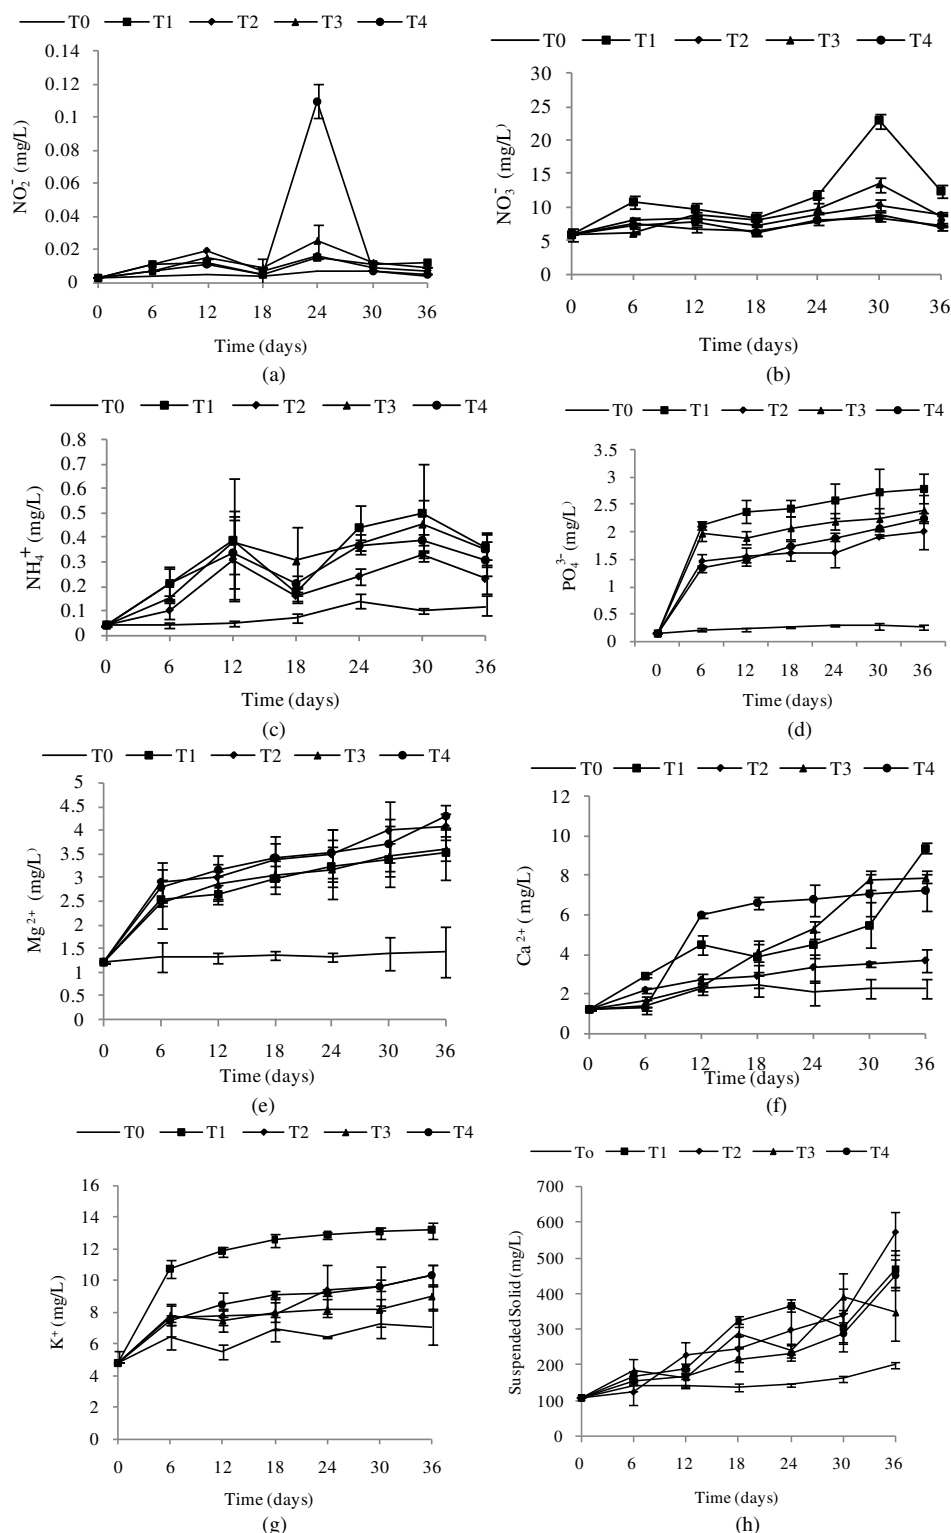 T0 T1 T2 T3 T4
0.14
0.12
0.1
0.08
0.06
0.04
0.02
0
NO₂⁻ (mg/L)
0 6 12 18 24 30 36
Time (days)
(a)
T0 T1 T2 T3 T4
30
25
20
15
10
5
0
NO₃⁻ (mg/L)
0 6 12 18 24 30 36
Time (days)
(b)
T0 T1 T2 T3 T4
0.8
0.7
0.6
0.5
0.4
0.3
0.2
0.1
0
NH₄⁺ (mg/L)
0 6 12 18 24 30 36
Time (days)
(c)
T0 T1 T2 T3 T4
3.5
3
2.5
2
1.5
1
0.5
0
PO₄³⁻ (mg/L)
0 6 12 18 24 30 36
Time (days)
(d)
T0 T1 T2 T3 T4
5
4.5
4
3.5
3
2.5
2
1.5
1
0.5
0
Mg²⁺ (mg/L)
0 6 12 18 24 30 36
Time (days)
(e)
T0 T1 T2 T3 T4
12
10
8
6
4
2
0
Ca²⁺ ( mg/L)
0 6 12 18 24 30 36
Time (days)
(f)
T0 T1 T2 T3 T4
16
14
12
10
8
6
4
2
0
K⁺ (mg/L)
0 6 12 18 24 30 36
Time (days)
(g)
To T1 T2 T3 T4
700
600
500
400
300
200
100
0
Suspended Solid (mg/L)
0 6 12 18 24 30 36
Time (days)
(h)